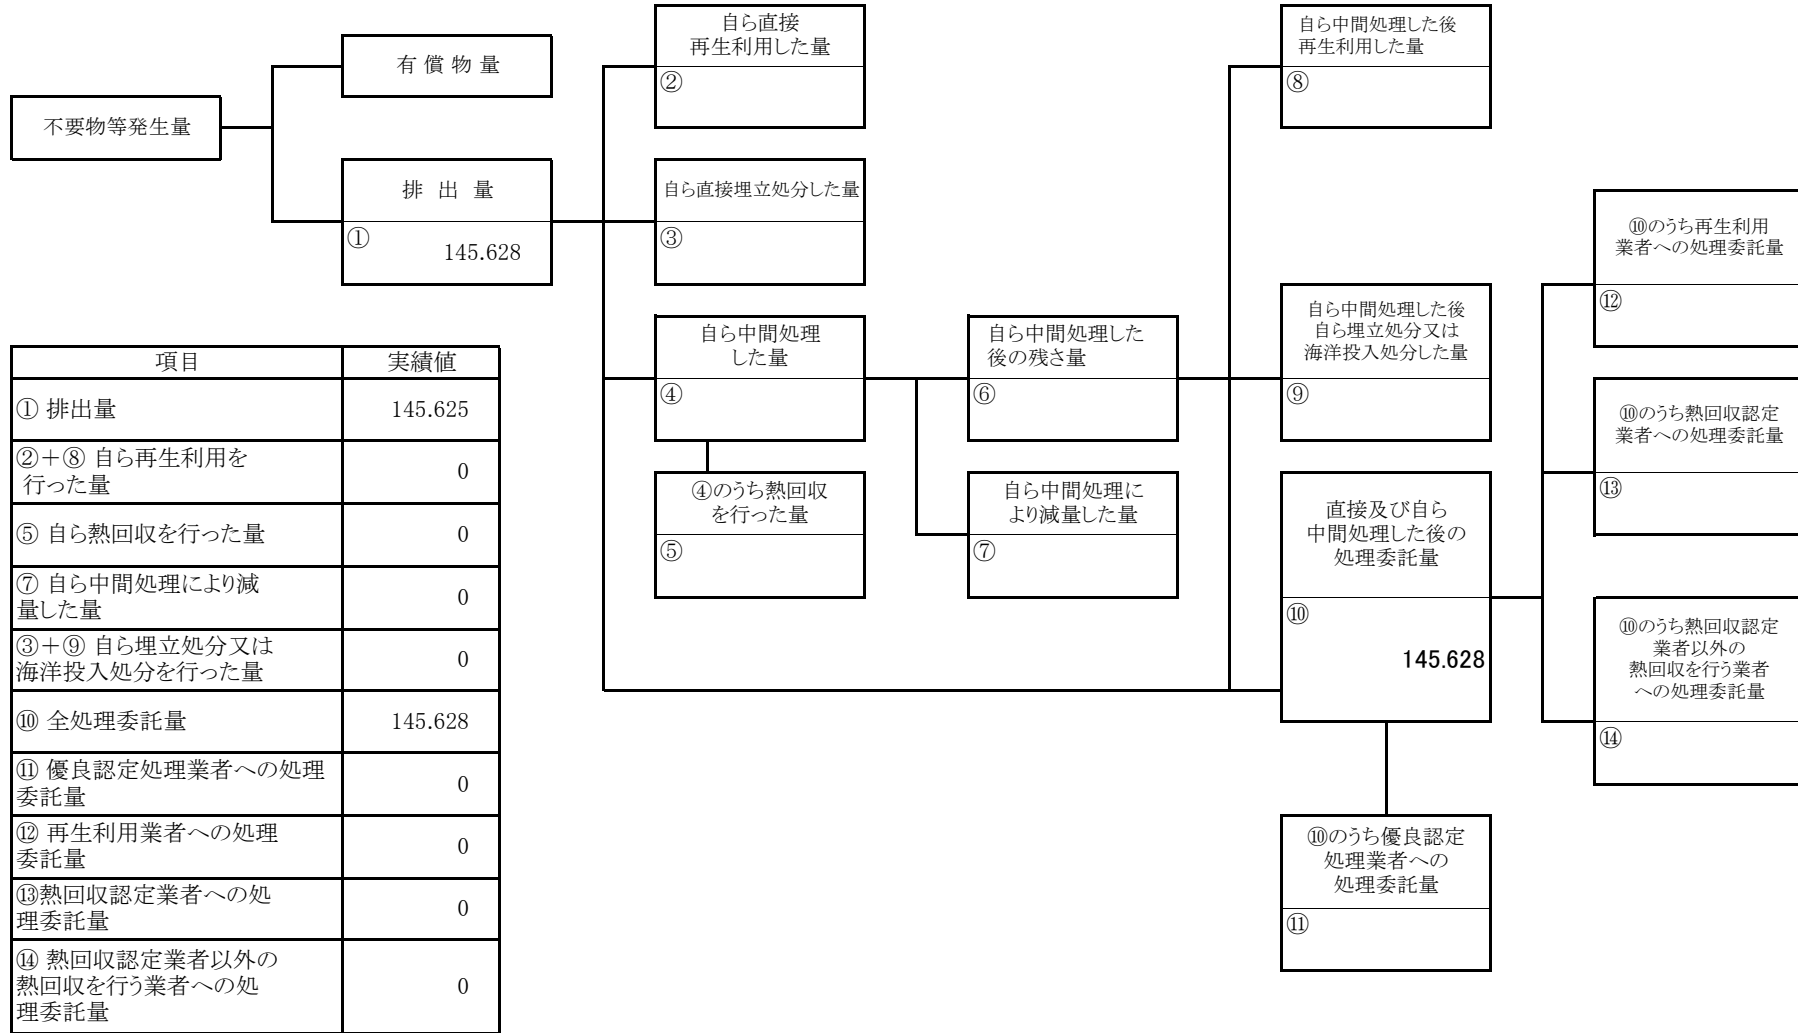 不要物等発生量
有 償 物 量
排 出 量
①
145.628
自ら直接
再生利用した量
②
自ら直接埋立処分した量
③
自ら中間処理
した量
④
④のうち熱回収
を行った量
⑤
自ら中間処理した
後の残さ量
⑥
自ら中間処理に
より減量した量
⑦
自ら中間処理した後
再生利用した量
⑧
自ら中間処理した後
自ら埋立処分又は
海洋投入処分した量
⑨
直接及び自ら
中間処理した後の
処理委託量
⑩
145.628
⑩のうち優良認定
処理業者への
処理委託量
⑪
⑩のうち再生利用
業者への処理委託量
⑫
⑩のうち熱回収認定
業者への処理委託量
⑬
⑩のうち熱回収認定
業者以外の
熱回収を行う業者
への処理委託量
⑭
項目 実績値
① 排出量 145.625
②＋⑧ 自ら再生利用を
行った量 0
⑤ 自ら熱回収を行った量 0
⑦ 自ら中間処理により減
量した量 0
③＋⑨ 自ら埋立処分又は
海洋投入処分を行った量 0
⑩ 全処理委託量 145.628
⑪ 優良認定処理業者への処理
委託量 0
⑫ 再生利用業者への処理
委託量 0
⑬熱回収認定業者への処
理委託量 0
⑭ 熱回収認定業者以外の
熱回収を行う業者への処
理委託量 0